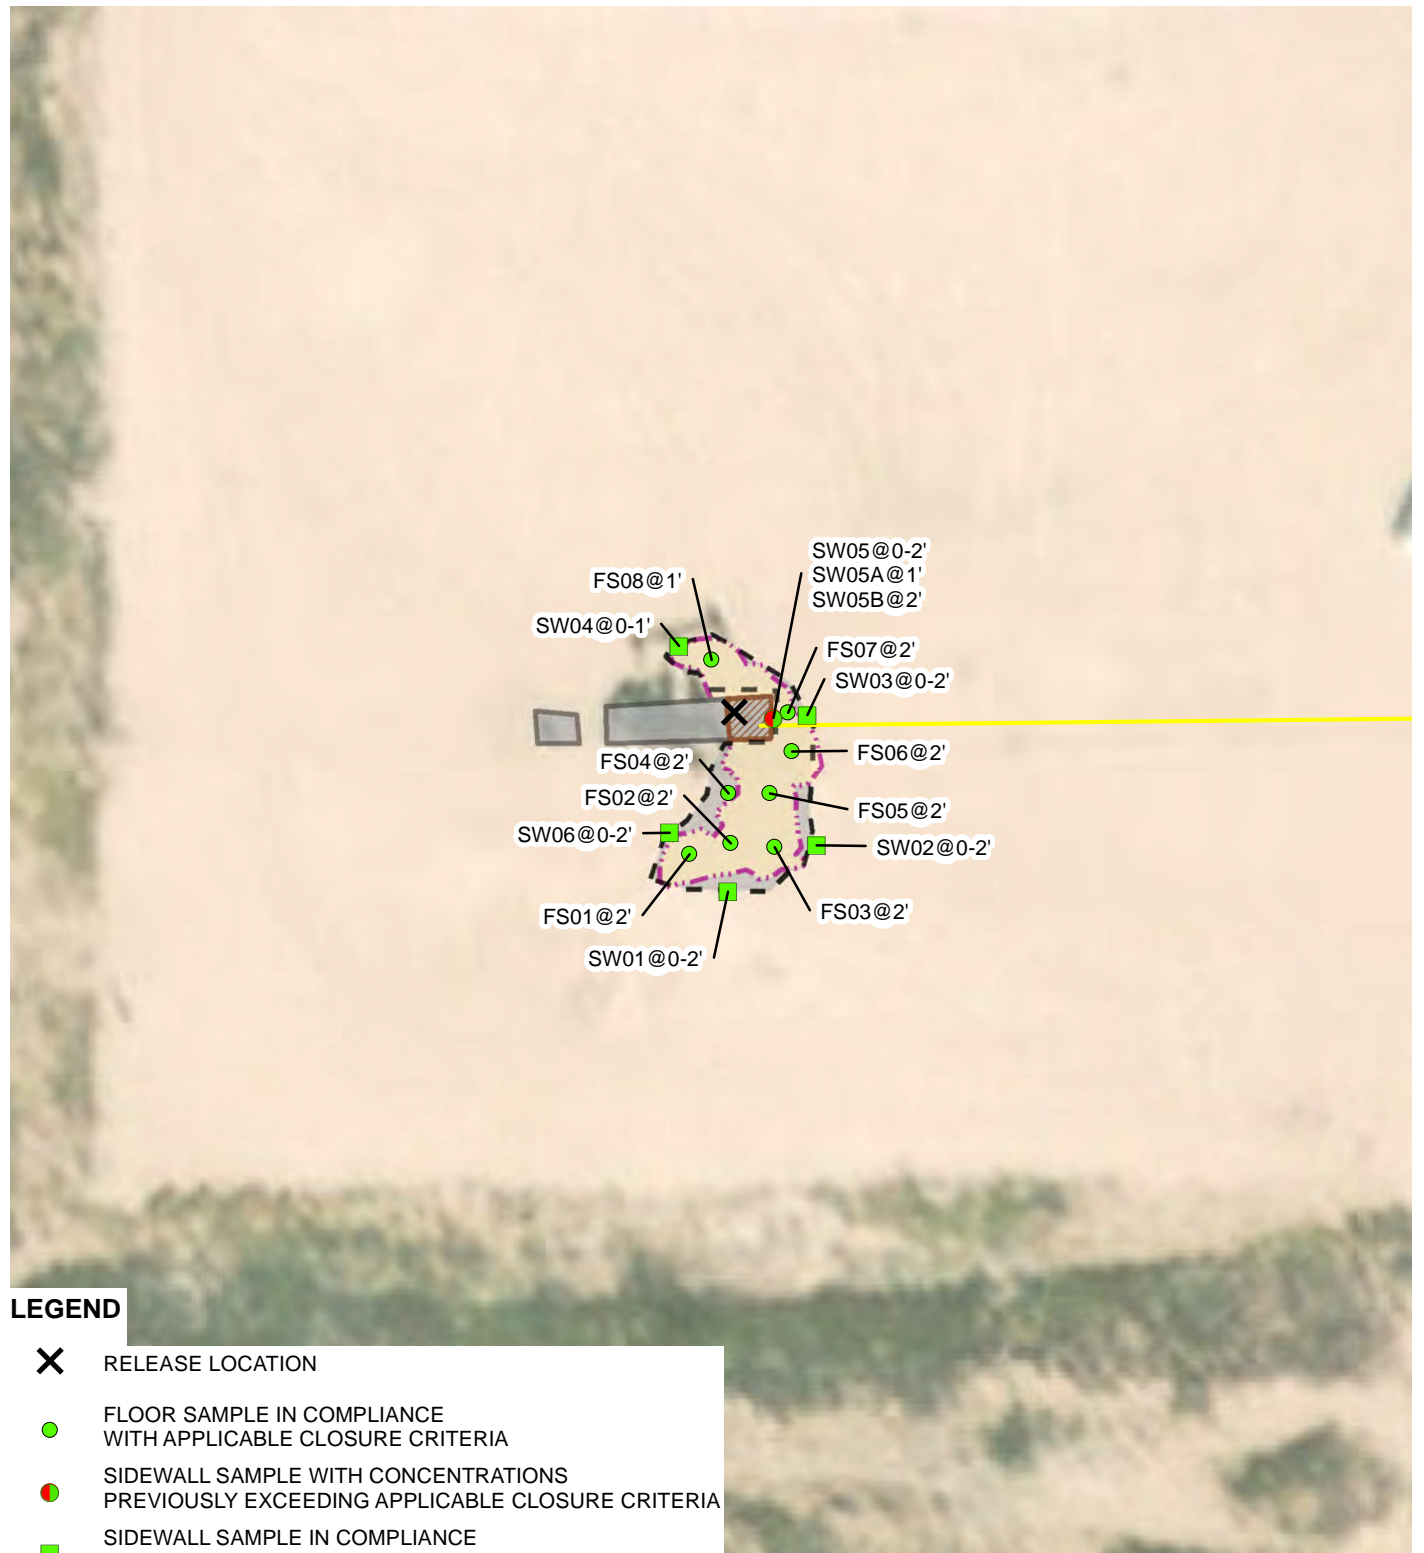 SW05@0-2'
SW05A@1'
SW05B@2'
FS08@1'
SW04@0-1'
FS07@2'
SW03@0-2'
FS04@2'
FS06@2'
FS02@2'
FS05@2'
SW06@0-2'
SW02@0-2'
FS01@2'
FS03@2'
SW01@0-2'
LEGEND
RELEASE LOCATION
FLOOR SAMPLE IN COMPLIANCE
WITH APPLICABLE CLOSURE CRITERIA
SIDEWALL SAMPLE WITH CONCENTRATIONS
PREVIOUSLY EXCEEDING APPLICABLE CLOSURE CRITERIA
SIDEWALL SAMPLE IN COMPLIANCE